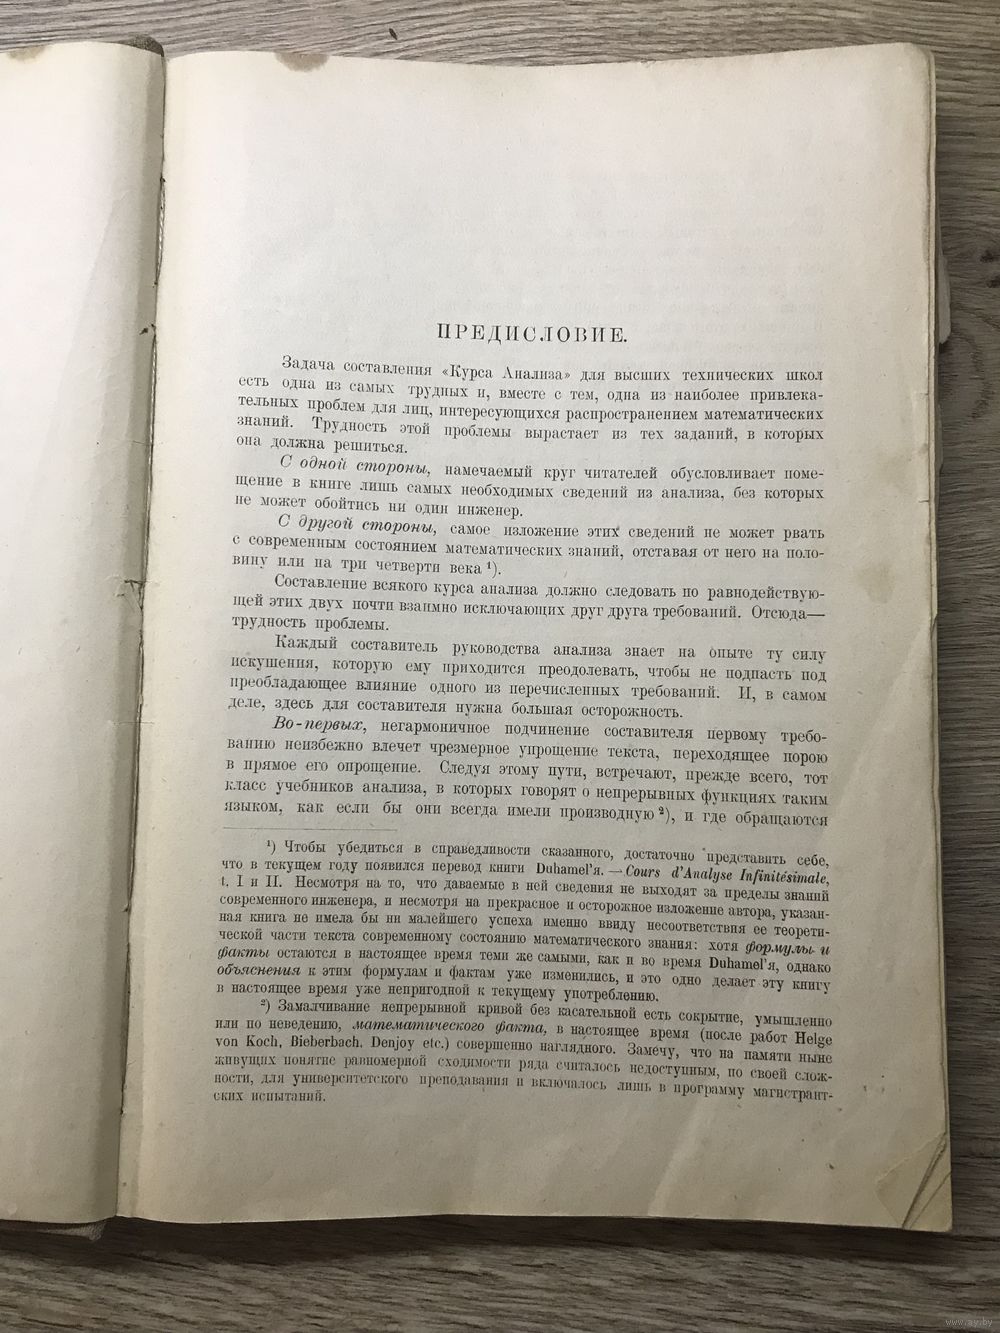 ПРЕДИСЛОВИЕ.
Задача составления «Курса Анализа» для высших технических школ
есть одна из самых трудных и, вместе с тем, одна из наиболее привлека-
тельных проблем для лиц, интересующихся распространением математических
знаний. Трудность этой проблемы вырастает из тех заданий, в которых
она должна решиться.
С одной стороны, намечаемый круг читателей обусловливает поме-
щение в книге лишь самых необходимых сведений из анализа, без которых
не может обойтись ни один инженер.
С другой стороны, самое изложение этих сведений не может рвать
с современным состоянием математических знаний, отставая от него на поло-
вину или на три четверти века ¹).
Составление всякого курса анализа должно следовать по равнодействую-
щей этих двух почти взаимно исключающих друг друга требований. Отсюда—
трудность проблемы.
Каждый составитель руководства анализа знает на опыте ту силу
искушения, которую ему приходится преодолевать, чтобы не подпасть под
преобладающее влияние одного из перечисленных требований. И, в самом
деле, здесь для составителя нужна большая осторожность.
Во-первых, негармоничное подчинение составителя первому требо-
ванию неизбежно влечет чрезмерное упрощение текста, переходящее порою
в прямое его опрощение. Следуя этому пути, встречают, прежде всего, тот
класс учебников анализа, в которых говорят о непрерывных функциях таким
языком, как если бы они всегда имели производную ²), и где обращаются
¹) Чтобы убедиться в справедливости сказанного, достаточно представить себе,
что в текущем году появился перевод книги Duhamel'я. — Cours d'Analyse Infinitésimale,
t. I и II. Несмотря на то, что даваемые в ней сведения не выходят за пределы знаний
современного инженера, и несмотря на прекрасное и осторожное изложение автора, указан-
ная книга не имела бы ни малейшего успеха именно ввиду несоответствия ее теорети-
ческой части текста современному состоянию математического знания: хотя формулы и
факты остаются в настоящее время теми же самыми, как и во время Duhamel'я, однако
объяснения к этим формулам и фактам уже изменились, и это одно делает эту книгу
в настоящее время уже непригодной к текущему употреблению.
²) Замалчивание непрерывной кривой без касательной есть сокрытие, умышленно
или по неведению, математического факта, в настоящее время (после работ Helge
von Koch, Bieberbach, Denjoy etc.) совершенно наглядного. Замечу, что на памяти ныне
живущих понятие равномерной сходимости ряда считалось недоступным, по своей слож-
ности, для университетского преподавания и включалось лишь в программу магистрант-
ских испытаний.
www.ay.by